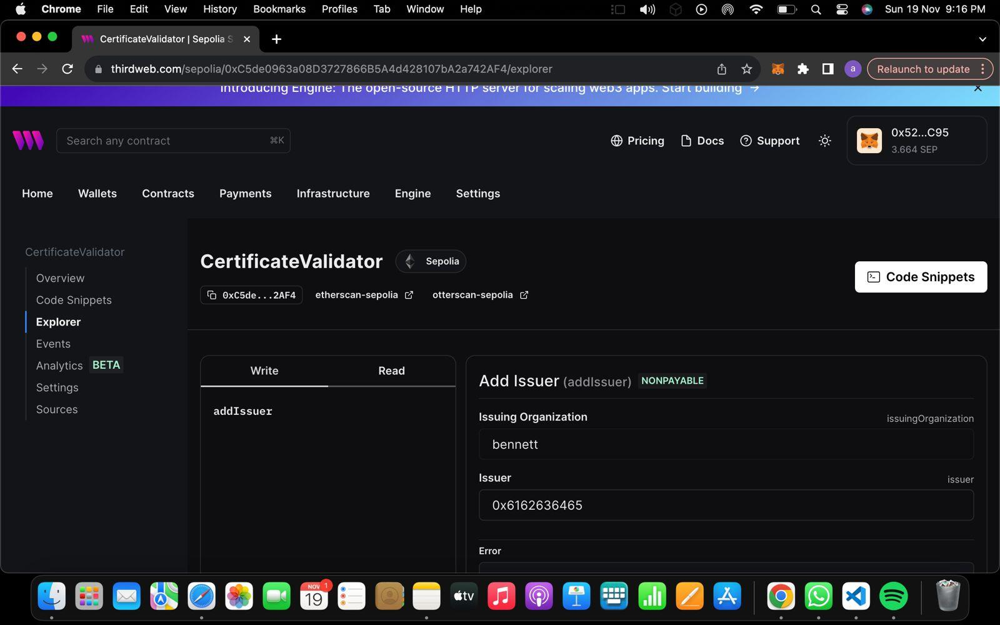 Chrome File Edit View History Bookmarks Profiles Tab Window Help Sun 19 Nov 9:16 PM
CertificateValidator | Sepolia S
thirdweb.com/sepolia/0xC5de0963a08D3727866B5A4d428107bA2a742AF4/explorer a Relaunch to update
Introducing Engine: The open-source HTTP server for scaling web3 apps. Start building →
Search any contract ⌘K Pricing Docs Support 0x52...C95
3.664 SEP
Home Wallets Contracts Payments Infrastructure Engine Settings
CertificateValidator
Overview
Code Snippets
Explorer
Events
Analytics BETA
Settings
Sources
CertificateValidator Sepolia
0xC5de...2AF4 etherscan-sepolia otterscan-sepolia
Code Snippets
Write Read
addIssuer
Add Issuer (addIssuer) NONPAYABLE
Issuing Organization issuingOrganization
bennett
Issuer issuer
0x6162636465
Error
NOV 1
19
tv